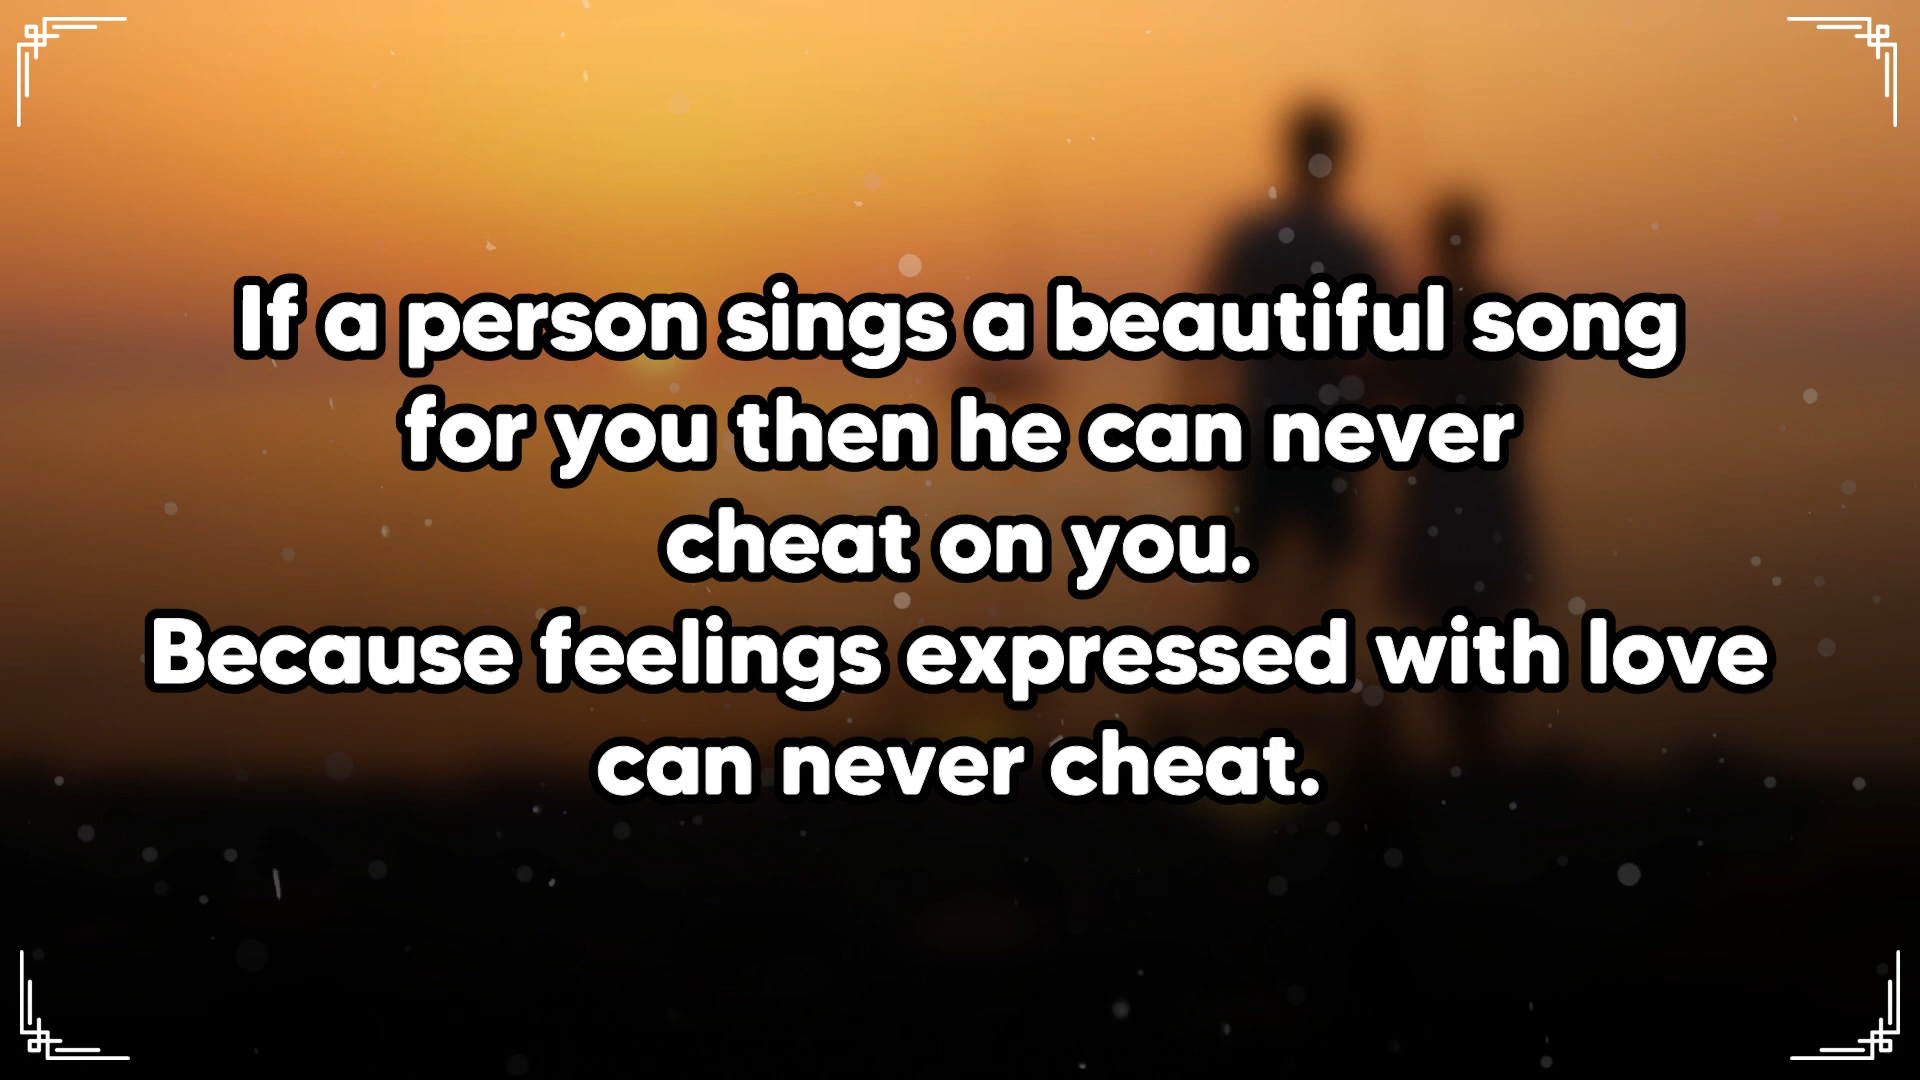 If a person sings a beautiful song
for you then he can never
cheat on you.
Because feelings expressed with love
can never cheat.